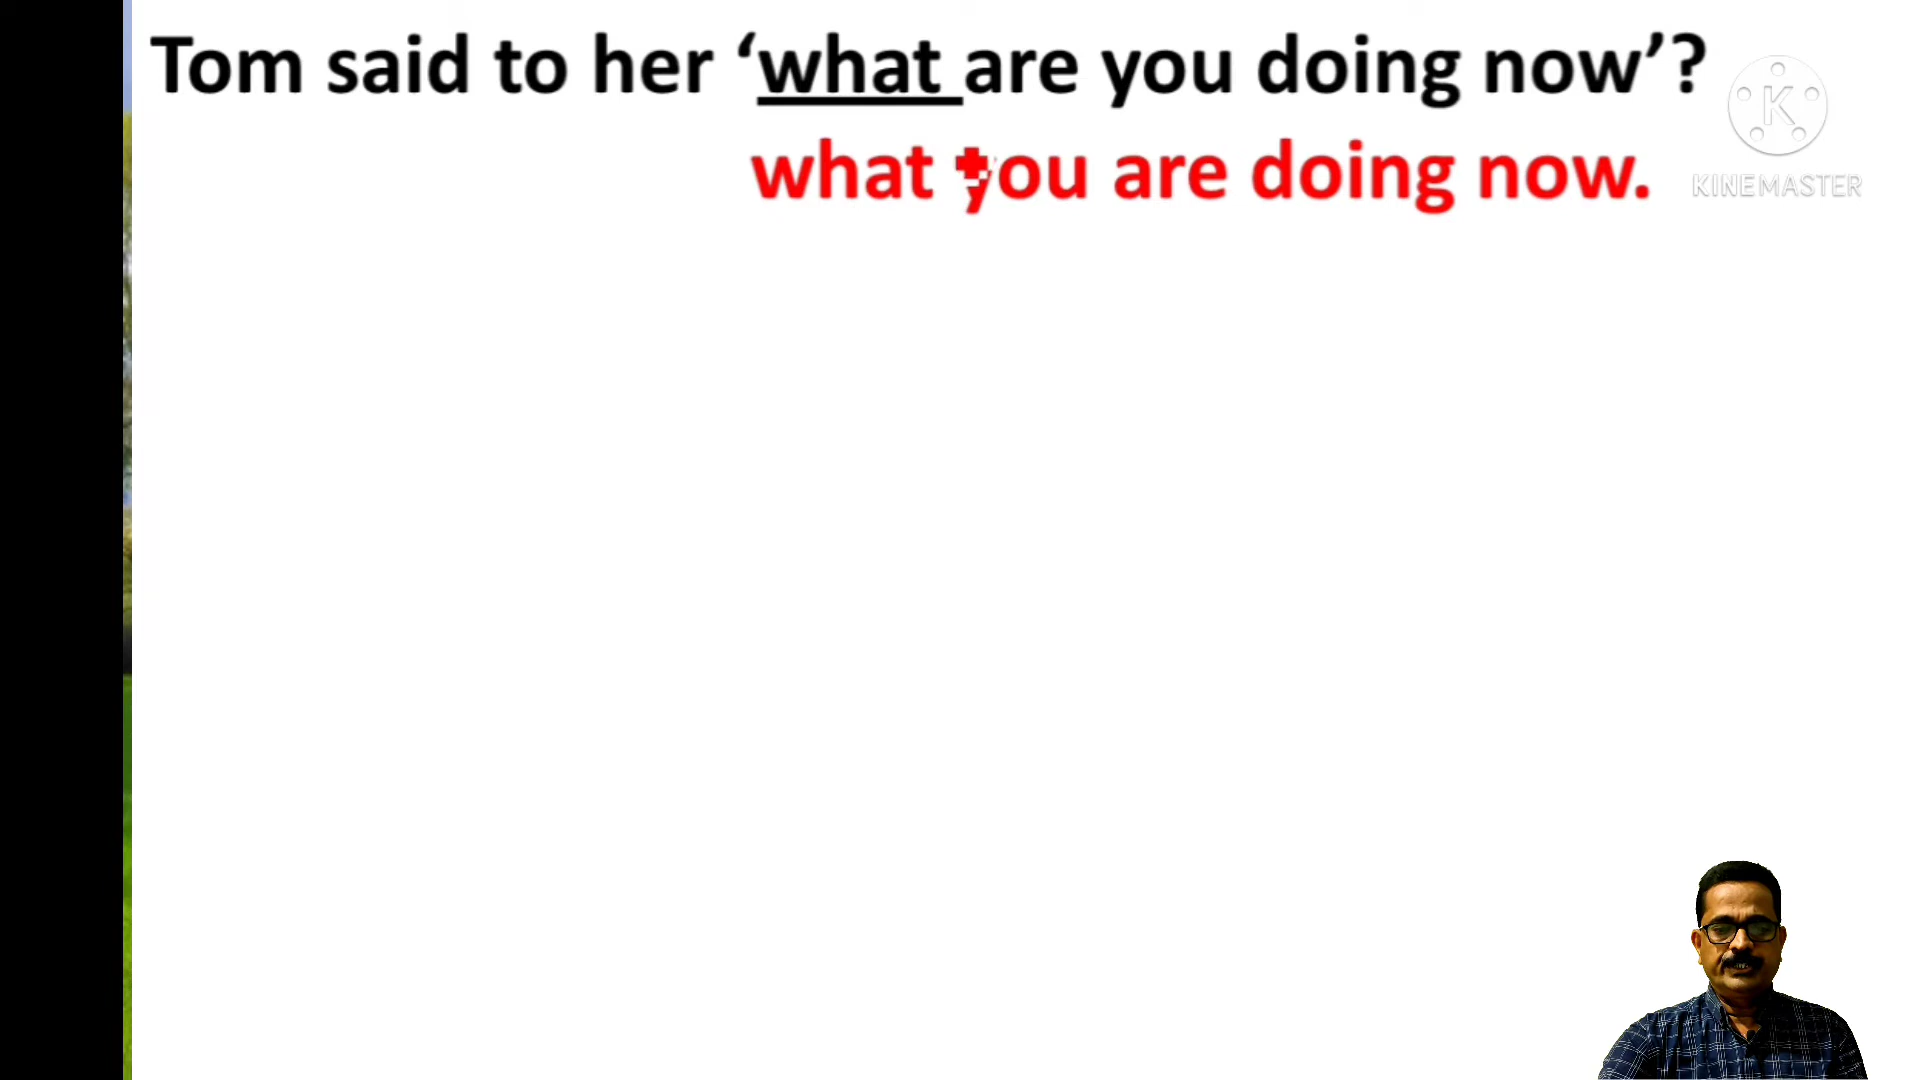 Tom said to her ‘what are you doing now’?
what you are doing now.
K
KINEMASTER